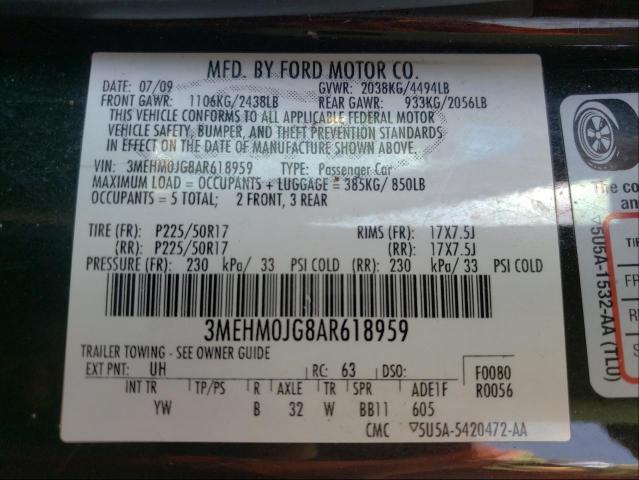 MFD. BY FORD MOTOR CO.
DATE: 07/09 GVWR: 2038KG/4494LB
FRONT GAWR: 1106KG/2438LB REAR GAWR: 933KG/2056LB
THIS VEHICLE CONFORMS TO ALL APPLICABLE FEDERAL MOTOR
VEHICLE SAFETY, BUMPER, AND THEFT PREVENTION STANDARDS
IN EFFECT ON THE DATE OF MANUFACTURE SHOWN ABOVE.
VIN: 3MEHM0JG8AR618959 TYPE: Passenger Car
MAXIMUM LOAD = OCCUPANTS + LUGGAGE = 385KG/ 850LB
OCCUPANTS = 5 TOTAL; 2 FRONT, 3 REAR
TIRE (FR): P225/50R17 RIMS (FR): 17X7.5J
(RR): P225/50R17 (RR): 17X7.5J
PRESSURE (FR): 230 kPa/ 33 PSI COLD (RR): 230 kPa/ 33 PSI COLD
3MEHM0JG8AR618959
TRAILER TOWING - SEE OWNER GUIDE
EXT PNT: UH RC: 63 DSO: F0080
INT TR TP/PS R AXLE TR SPR ADE1F R0056
YW B 32 W BB11 605
CMC ▽5U5A-5420472-AA
The co
an
TI
FR
▽5U5A-1532-AA (TLU)